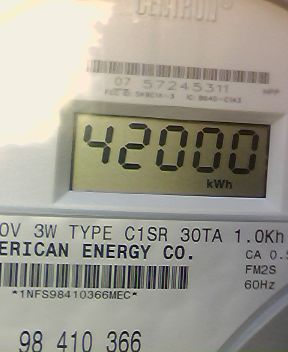 CENTRON®
07 57245311
42000
kWh
0V 3W TYPE C1SR 30TA 1.0Kh
ERICAN ENERGY CO.
CA 0.5
FM2S
60Hz
*1NFS98410366MEC*
98 410 366